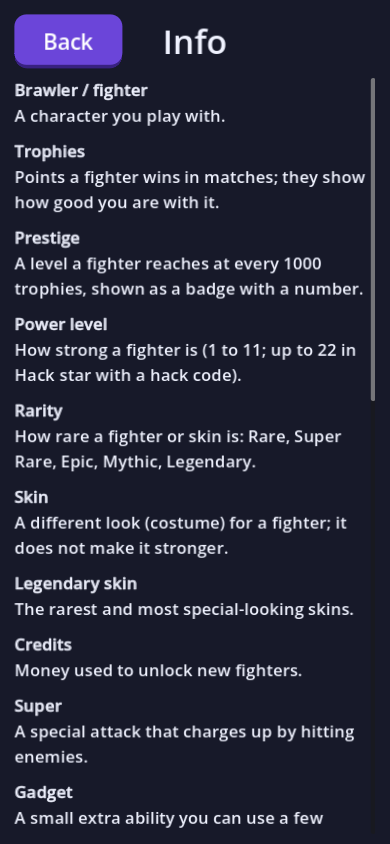 Back
Info
Brawler / fighter
A character you play with.
Trophies
Points a fighter wins in matches; they show
how good you are with it.
Prestige
A level a fighter reaches at every 1000
trophies, shown as a badge with a number.
Power level
How strong a fighter is (1 to 11; up to 22 in
Hack star with a hack code).
Rarity
How rare a fighter or skin is: Rare, Super
Rare, Epic, Mythic, Legendary.
Skin
A different look (costume) for a fighter; it
does not make it stronger.
Legendary skin
The rarest and most special-looking skins.
Credits
Money used to unlock new fighters.
Super
A special attack that charges up by hitting
enemies.
Gadget
A small extra ability you can use a few